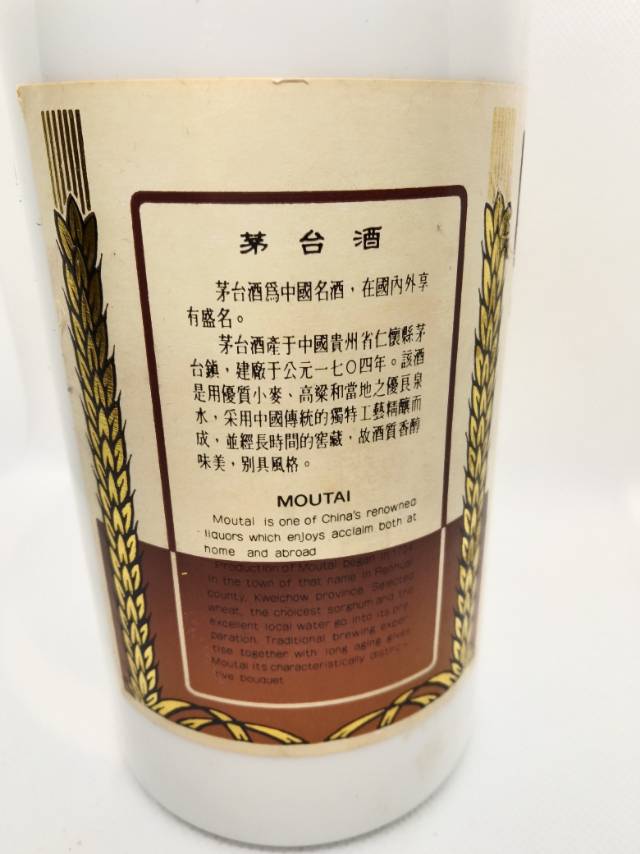 茅台酒
茅台酒爲中國名酒，在國內外享
有盛名。
茅台酒產于中國貴州省仁懷縣茅
台鎮，建廠于公元一七〇四年。該酒
是用優質小麥、高粱和當地之優良泉
水，采用中國傳統的獨特工藝精釀而
成，並經長時間的窖藏，故酒質香醇
味美，別具風格。
MOUTAI
Moutai is one of China's renowned
liquors which enjoys acclaim both at
home and abroad
Production of Moutai began in 1704
in the town of that name in Renhuai
county, Kweichow province. Selected
wheat, the choicest sorghum and the
excellent local water go into its pre-
paration. Traditional brewing exper-
tise together with long aging gives
Moutai its characteristically distinc-
tive bouquet